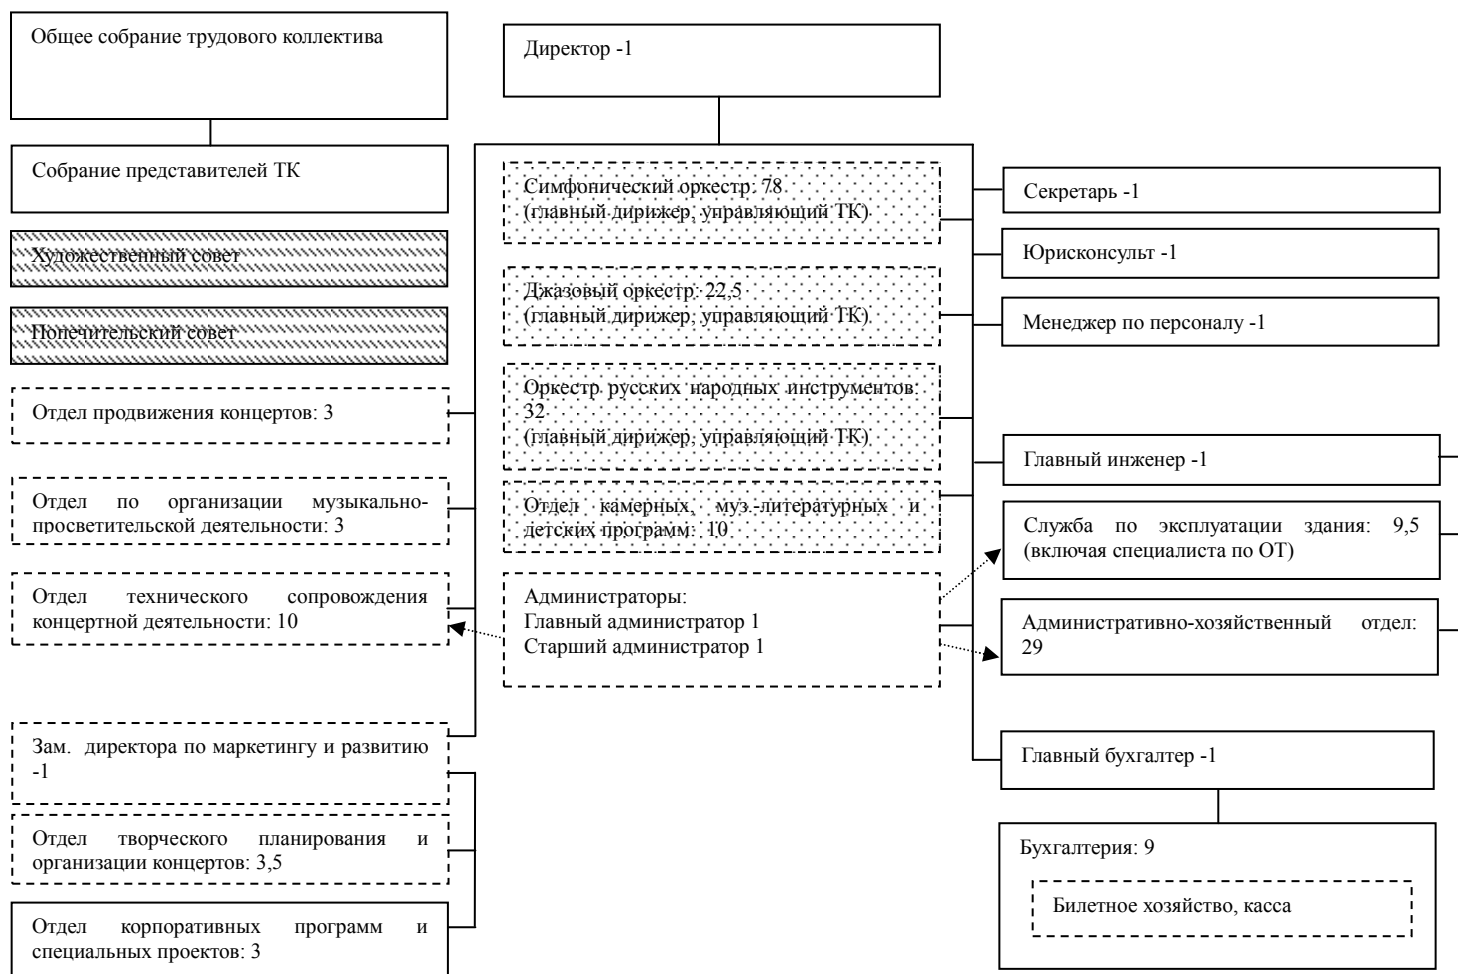 Общее собрание трудового коллектива
Директор -1
Собрание представителей ТК
Художественный совет
Попечительский совет
Отдел продвижения концертов: 3
Отдел по организации музыкально-
просветительской деятельности: 3
Отдел технического сопровождения
концертной деятельности: 10
Зам. директора по маркетингу и развитию
-1
Отдел творческого планирования и
организации концертов: 3,5
Отдел корпоративных программ и
специальных проектов: 3
Симфонический оркестр: 78
(главный дирижер, управляющий ТК)
Джазовый оркестр: 22,5
(главный дирижер, управляющий ТК)
Оркестр русских народных инструментов:
32
(главный дирижер, управляющий ТК)
Отдел камерных, муз.-литературных и
детских программ: 10
Администраторы:
Главный администратор 1
Старший администратор 1
Секретарь -1
Юрисконсульт -1
Менеджер по персоналу -1
Главный инженер -1
Служба по эксплуатации здания: 9,5
(включая специалиста по ОТ)
Административно-хозяйственный отдел:
29
Главный бухгалтер -1
Бухгалтерия: 9
Билетное хозяйство, касса